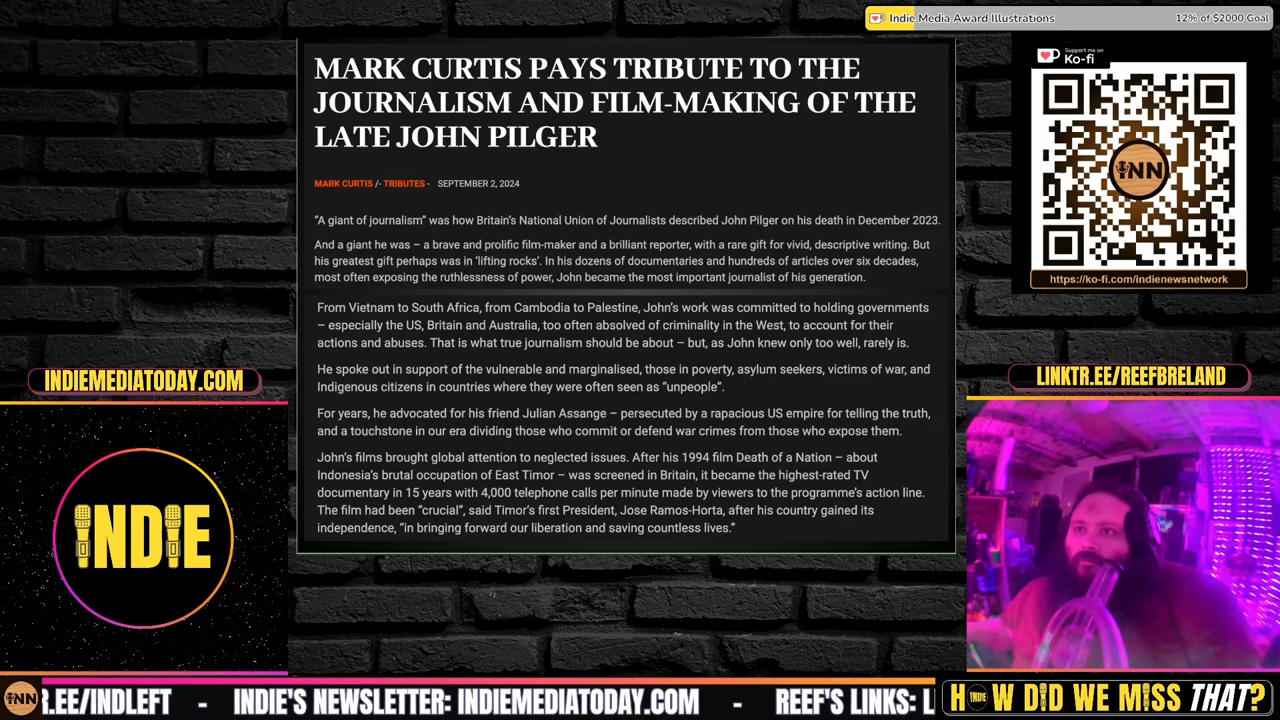 Indie Media Award Illustrations
12% of $2000 Goal
MARK CURTIS PAYS TRIBUTE TO THE
JOURNALISM AND FILM-MAKING OF THE
LATE JOHN PILGER
MARK CURTIS /- TRIBUTES - SEPTEMBER 2, 2024
“A giant of journalism” was how Britain’s National Union of Journalists described John Pilger on his death in December 2023.
And a giant he was – a brave and prolific film-maker and a brilliant reporter, with a rare gift for vivid, descriptive writing. But
his greatest gift perhaps was in ‘lifting rocks’. In his dozens of documentaries and hundreds of articles over six decades,
most often exposing the ruthlessness of power, John became the most important journalist of his generation.
From Vietnam to South Africa, from Cambodia to Palestine, John’s work was committed to holding governments
– especially the US, Britain and Australia, too often absolved of criminality in the West, to account for their
actions and abuses. That is what true journalism should be about – but, as John knew only too well, rarely is.
He spoke out in support of the vulnerable and marginalised, those in poverty, asylum seekers, victims of war, and
Indigenous citizens in countries where they were often seen as “unpeople”.
For years, he advocated for his friend Julian Assange – persecuted by a rapacious US empire for telling the truth,
and a touchstone in our era dividing those who commit or defend war crimes from those who expose them.
John’s films brought global attention to neglected issues. After his 1994 film Death of a Nation – about
Indonesia’s brutal occupation of East Timor – was screened in Britain, it became the highest-rated TV
documentary in 15 years with 4,000 telephone calls per minute made by viewers to the programme’s action line.
The film had been “crucial”, said Timor’s first President, Jose Ramos-Horta, after his country gained its
independence, “in bringing forward our liberation and saving countless lives.”
Support me on
Ko-fi
iNN
https://ko-fi.com/indienewsnetwork
INDIEMEDIATODAY.COM
LINKTR.EE/REEFBRELAND
INDIE
iNN
R.EE/INDLEFT - INDIE'S NEWSLETTER: INDIEMEDIATODAY.COM - REEF'S LINKS: L
HOW DID WE MISS THAT?